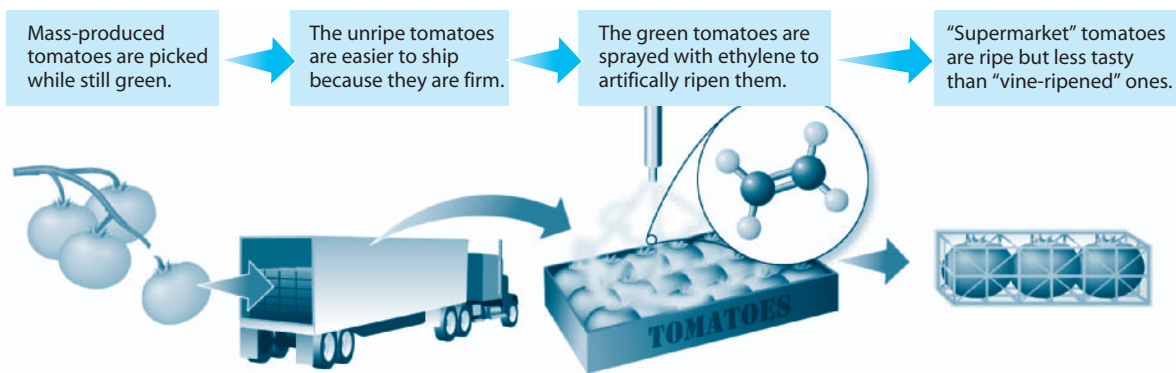 Mass-produced
tomatoes are picked
while still green.
The unripe tomatoes
are easier to ship
because they are firm.
The green tomatoes are
sprayed with ethylene to
artifically ripen them.
“Supermarket” tomatoes
are ripe but less tasty
than “vine-ripened” ones.
TOMATOES